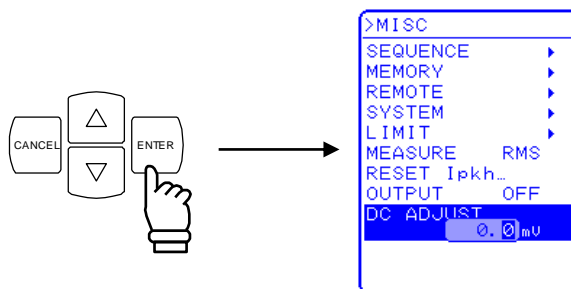 >MISC
SEQUENCE
MEMORY
REMOTE
SYSTEM
LIMIT
MEASURE RMS
RESET Ipkh…
OUTPUT OFF
DC ADJUST
0.0mV
CANCEL
ENTER